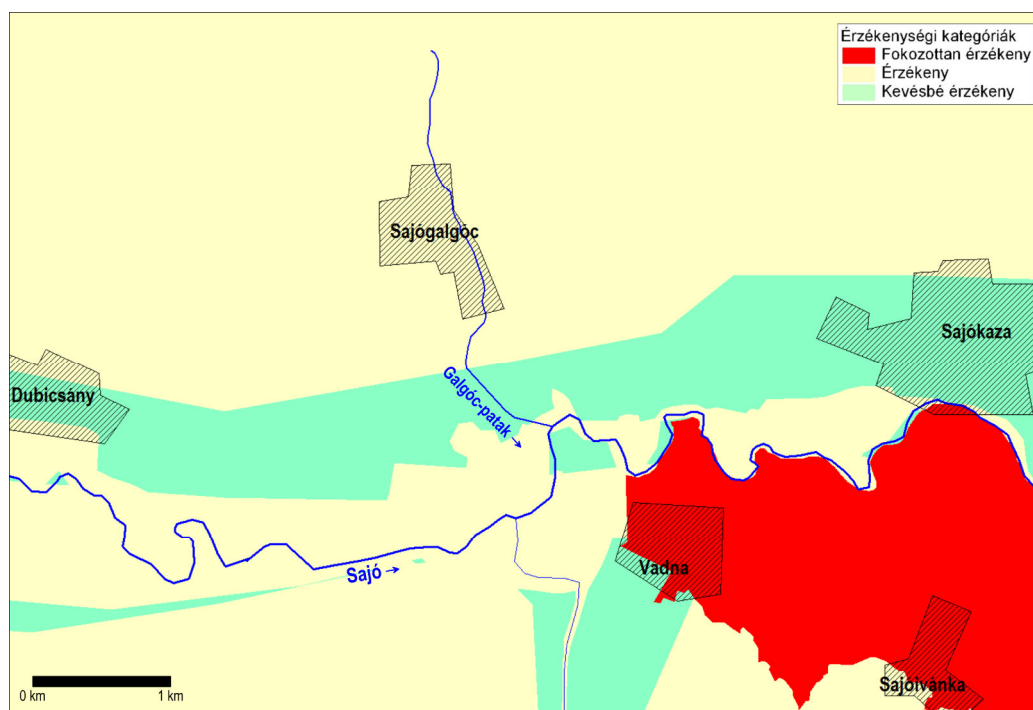 Érzékenységi kategóriák
Fokozottan érzékeny
Érzékeny
Kevésbé érzékeny
Sajógalgóc
Sajókaza
Dubicsány
Galgóc-patak →
Sajó →
Vadna
Sajóivánka
0 km 1 km